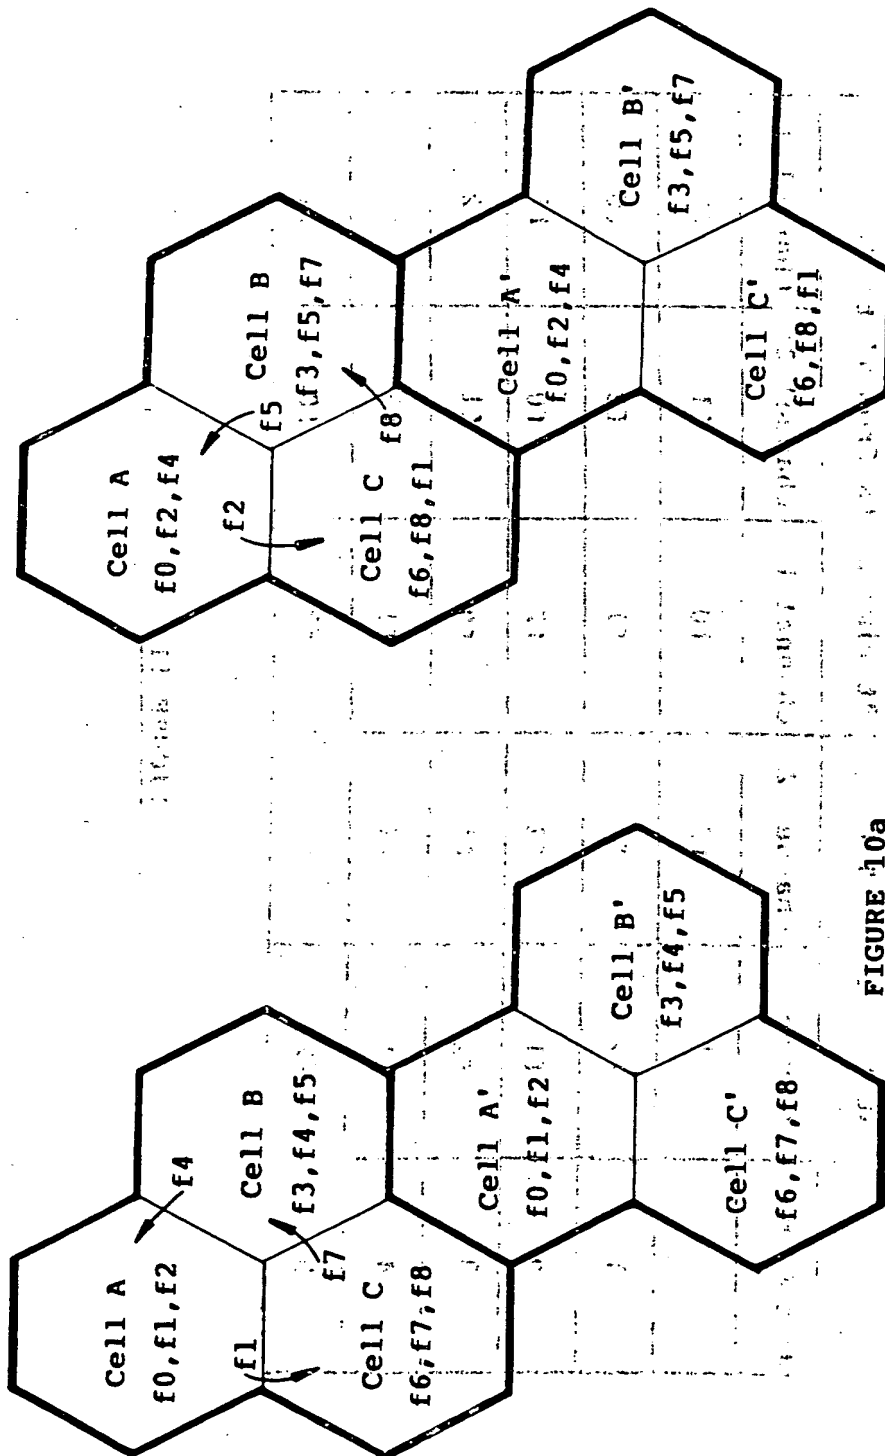 Cell A
f0,f1,f2
f4
Cell B
f3,f4,f5
f1
f7
Cell C
f6,f7,f8
Cell A'
f0,f1,f2
Cell B'
f3,f4,f5
Cell C'
f6,f7,f8
Cell A
f0,f2,f4
f5
Cell B
f3,f5,f7
f2
f8
Cell C
f6,f8,f1
Cell A'
f0,f2,f4
Cell B'
f3,f5,f7
Cell C'
f6,f8,f1
FIGURE 10a